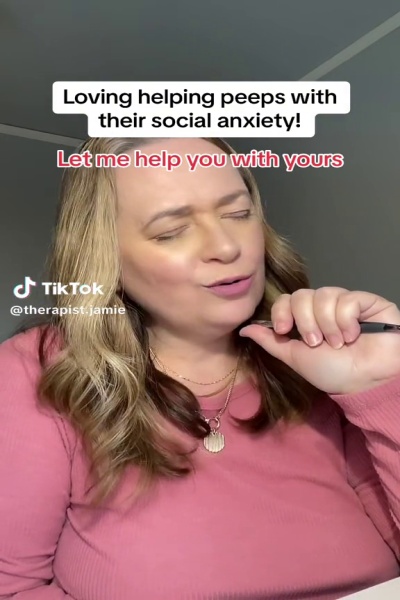 Loving helping peeps with
their social anxiety!
Let me help you with yours
TikTok
@therapist.jamie